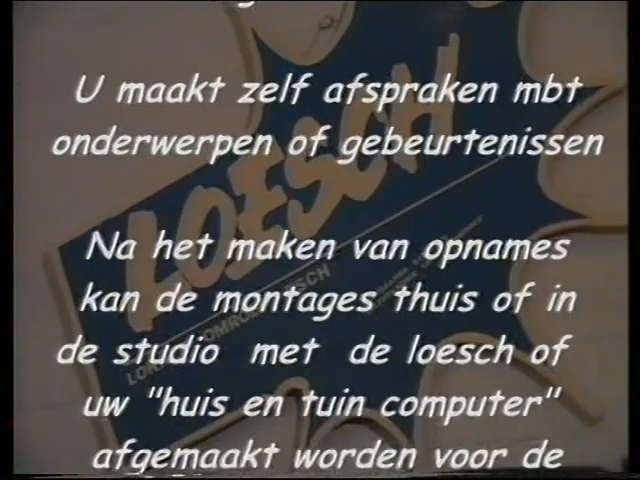 U maakt zelf afspraken mbt
onderwerpen of gebeurtenissen
Na het maken van opnames
kan de montages thuis of in
de studio met de loesch of
uw "huis en tuin computer"
afgemaakt worden voor de
LOESCH